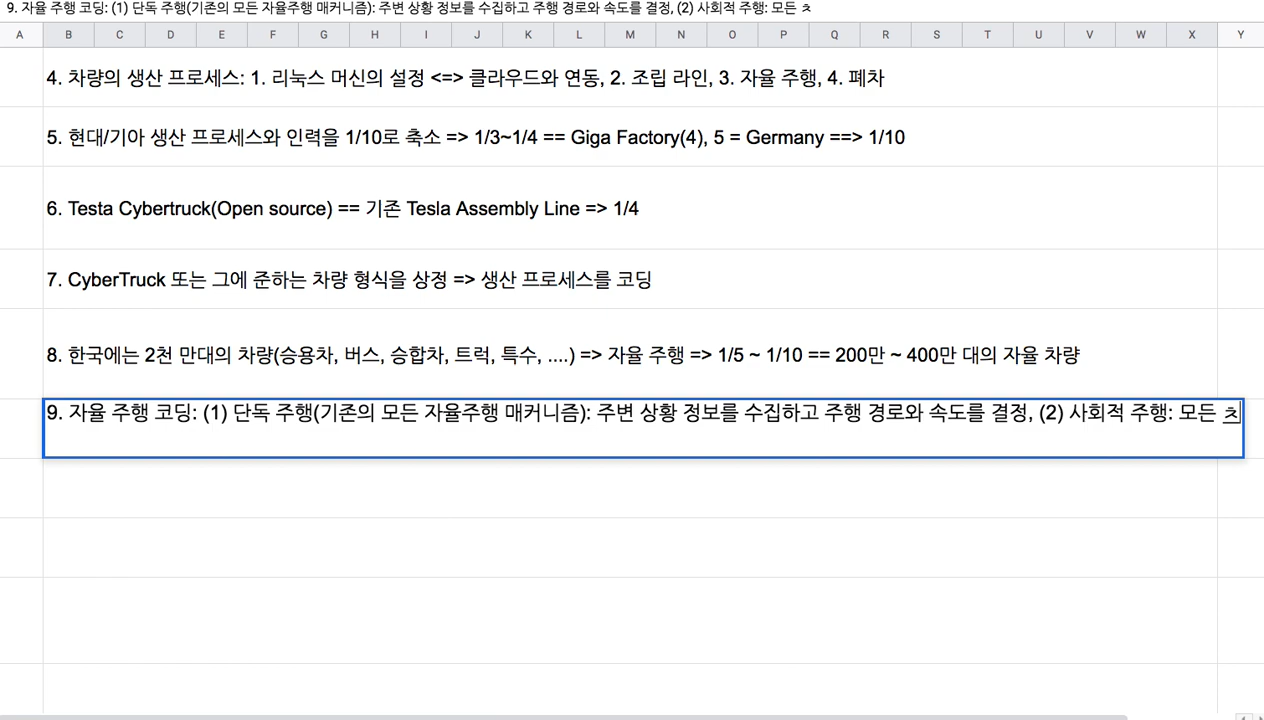 9. 자율 주행 코딩: (1) 단독 주행(기존의 모든 자율주행 매커니즘): 주변 상황 정보를 수집하고 주행 경로와 속도를 결정, (2) 사회적 주행: 모든 ㅊ
A B C D E F G H I J K L M N O P Q R S T U V W X Y
4. 차량의 생산 프로세스: 1. 리눅스 머신의 설정 <=> 클라우드와 연동, 2. 조립 라인, 3. 자율 주행, 4. 폐차
5. 현대/기아 생산 프로세스와 인력을 1/10로 축소 => 1/3~1/4 == Giga Factory(4), 5 = Germany ==> 1/10
6. Testa Cybertruck(Open source) == 기존 Tesla Assembly Line => 1/4
7. CyberTruck 또는 그에 준하는 차량 형식을 상정 => 생산 프로세스를 코딩
8. 한국에는 2천 만대의 차량(승용차, 버스, 승합차, 트럭, 특수, ....) => 자율 주행 => 1/5 ~ 1/10 == 200만 ~ 400만 대의 자율 차량
9. 자율 주행 코딩: (1) 단독 주행(기존의 모든 자율주행 매커니즘): 주변 상황 정보를 수집하고 주행 경로와 속도를 결정, (2) 사회적 주행: 모든 ㅊ